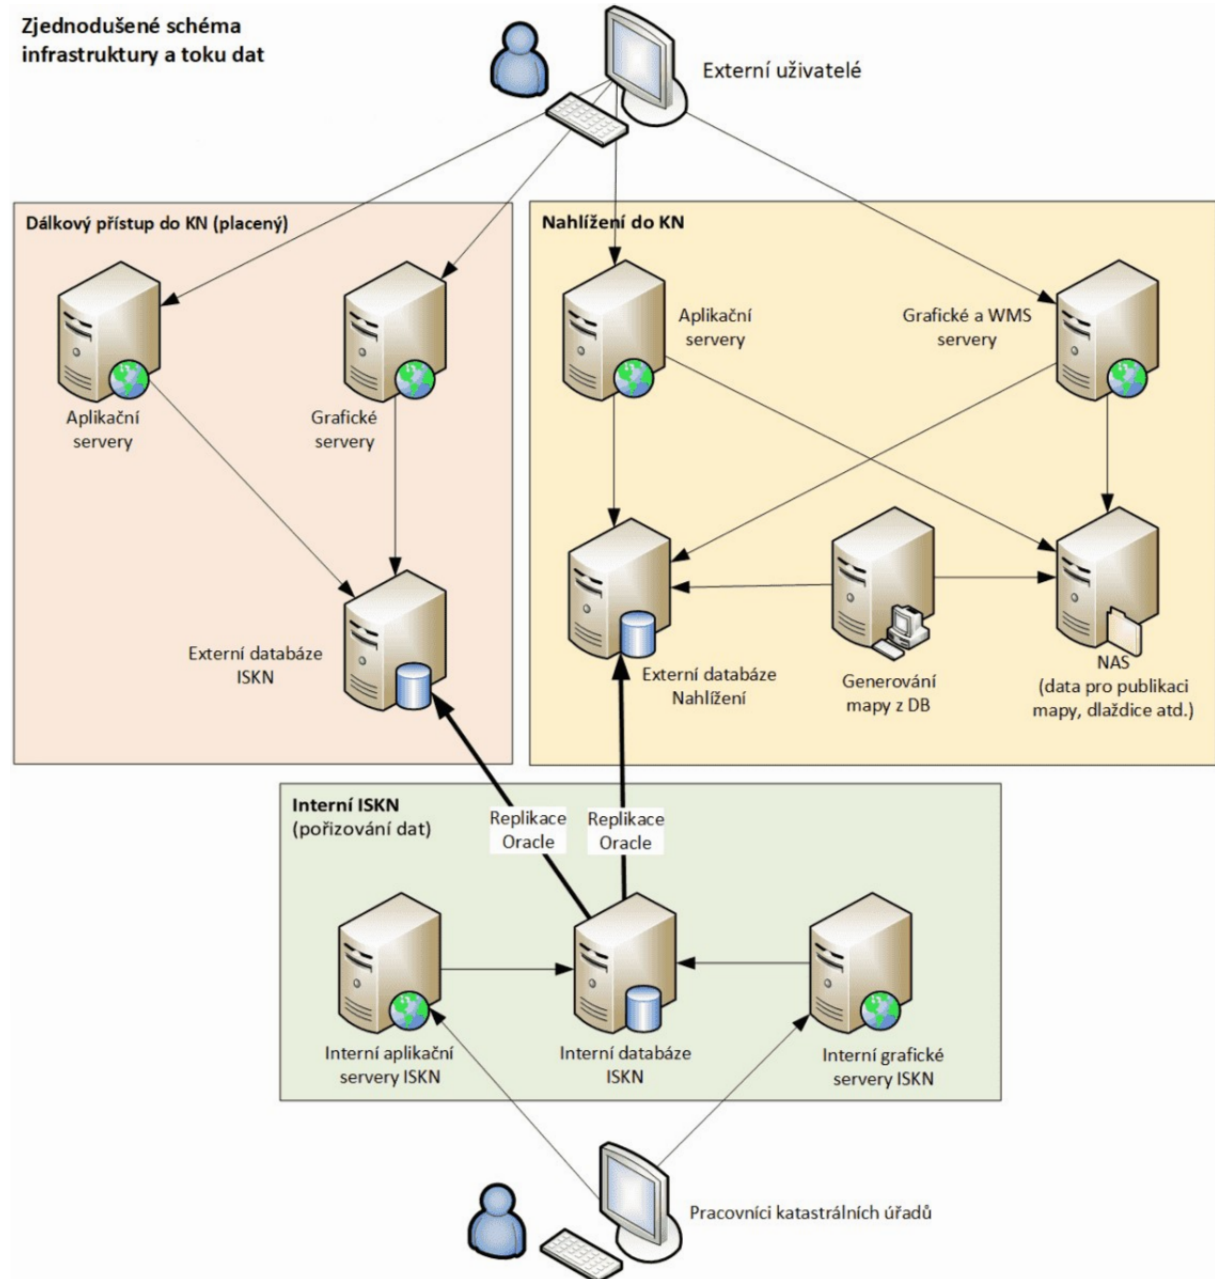 Zjednodušené schéma
infrastruktury a toku dat
Externí uživatelé
Dálkový přístup do KN (placený)
Nahlížení do KN
Aplikační
servery
Grafické
servery
Aplikační
servery
Grafické a WMS
servery
Externí databáze
ISKN
Externí databáze
Nahlížení
Generování
mapy z DB
NAS
(data pro publikaci
mapy, dlaždice atd.)
Interní ISKN
(pořizování dat)
Replikace
Oracle
Replikace
Oracle
Interní aplikační
servery ISKN
Interní databáze
ISKN
Interní grafické
servery ISKN
Pracovníci katastrálních úřadů